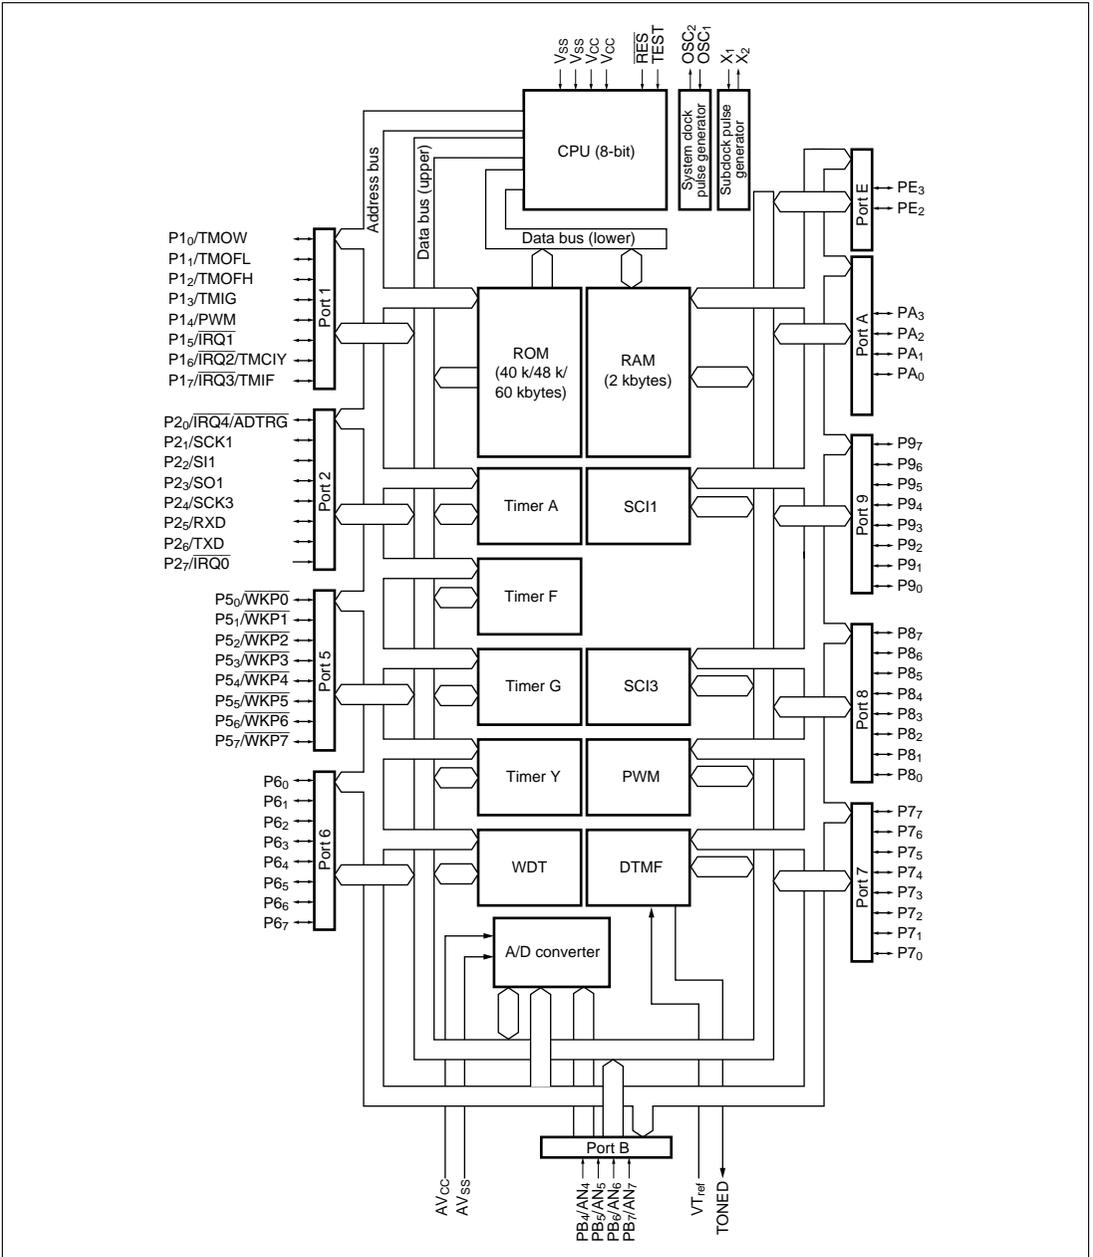 VSS
VSS
VCC
VCC
RES
TEST
OSC2
OSC1
X1
X2
CPU (8-bit)
System clock
pulse generator
Subclock pulse
generator
Address bus
Data bus (upper)
Data bus (lower)
P10/TMOW
P11/TMOFL
P12/TMOFH
P13/TMIG
P14/PWM
P15/IRQ1
P16/IRQ2/TMCIY
P17/IRQ3/TMIF
Port 1
P20/IRQ4/ADTRG
P21/SCK1
P22/SI1
P23/SO1
P24/SCK3
P25/RXD
P26/TXD
P27/IRQ0
Port 2
P50/WKP0
P51/WKP1
P52/WKP2
P53/WKP3
P54/WKP4
P55/WKP5
P56/WKP6
P57/WKP7
Port 5
P60
P61
P62
P63
P64
P65
P66
P67
Port 6
ROM
(40 k/48 k/
60 kbytes)
RAM
(2 kbytes)
Timer A
SCI1
Timer F
Timer G
SCI3
Timer Y
PWM
WDT
DTMF
A/D converter
Port E
PE3
PE2
Port A
PA3
PA2
PA1
PA0
Port 9
P97
P96
P95
P94
P93
P92
P91
P90
Port 8
P87
P86
P85
P84
P83
P82
P81
P80
Port 7
P77
P76
P75
P74
P73
P72
P71
P70
Port B
AVCC
AVSS
PB4/AN4
PB5/AN5
PB6/AN6
PB7/AN7
VTref
TONED